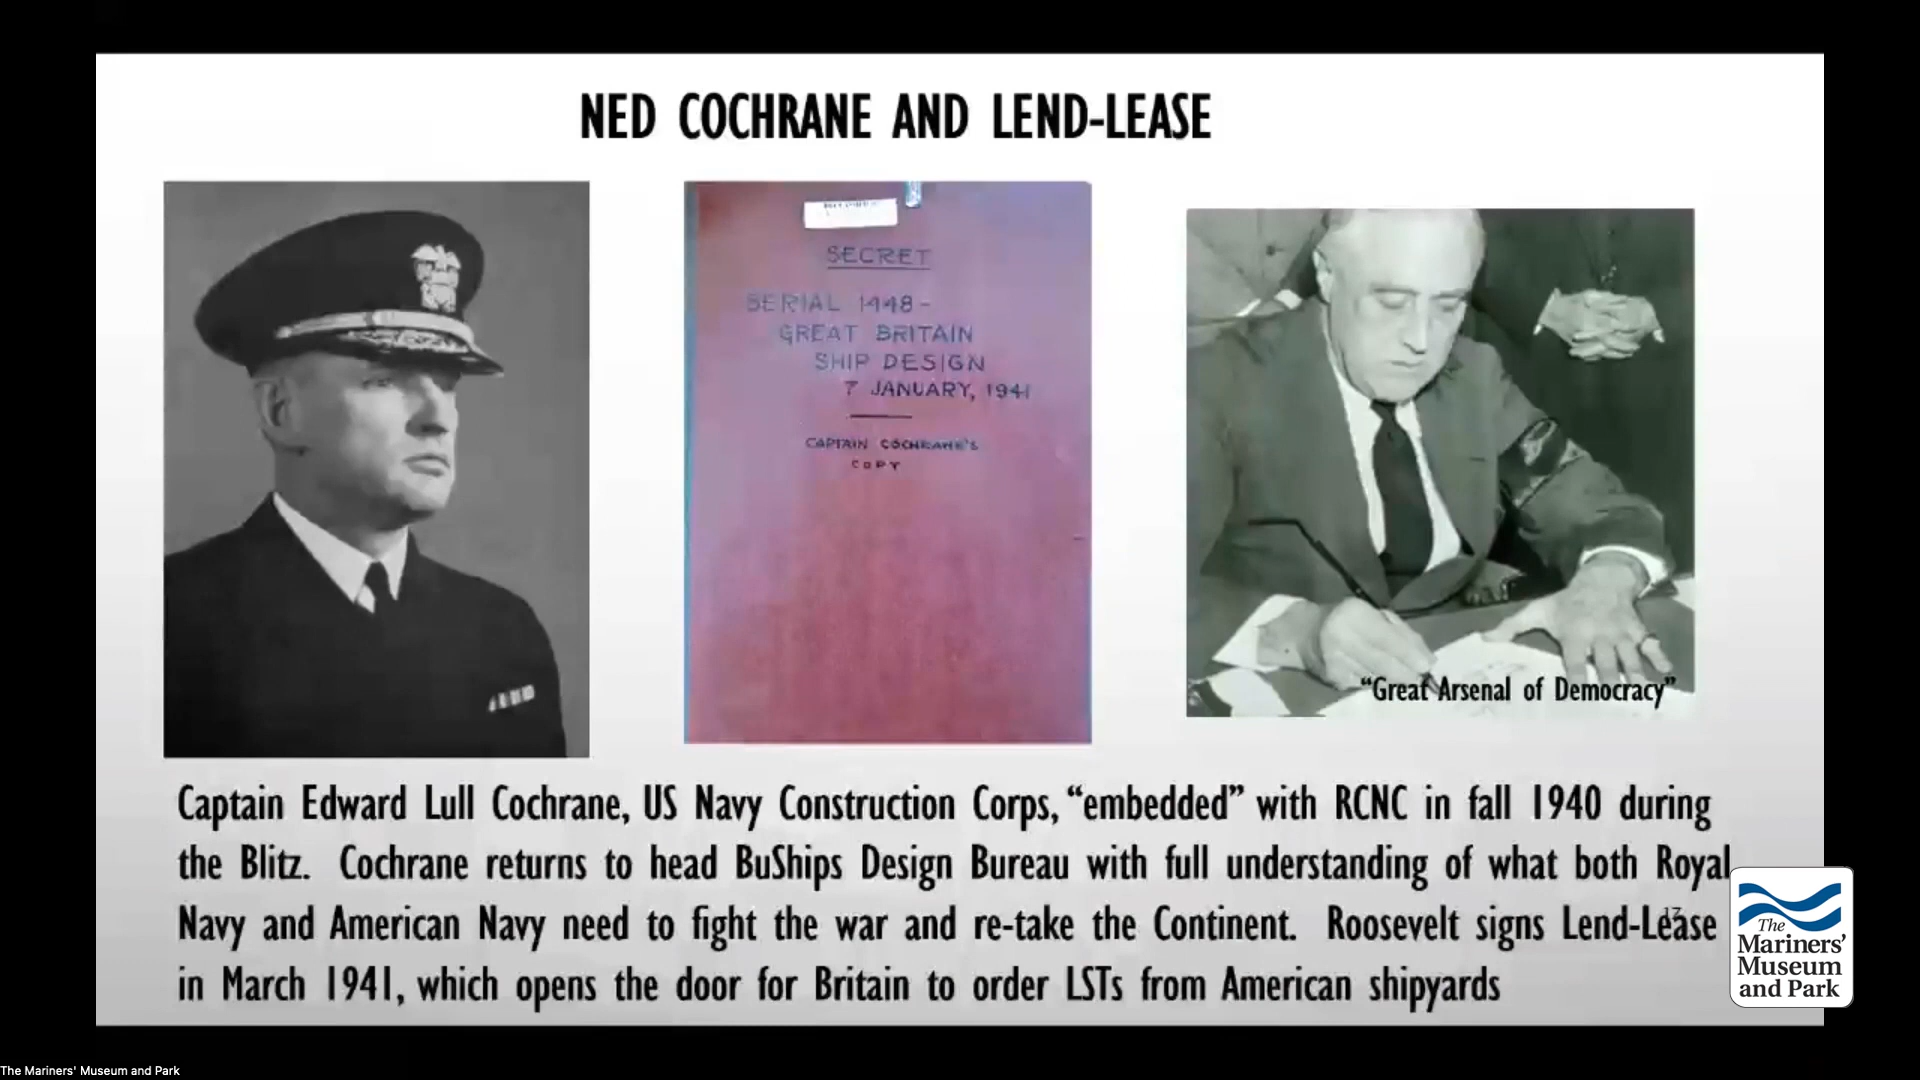 NED COCHRANE AND LEND-LEASE
SECRET
SERIAL 1448-
GREAT BRITAIN
SHIP DESIGN
7 JANUARY, 1941
CAPTAIN COCHRANE'S
COPY
“Great Arsenal of Democracy”
Captain Edward Lull Cochrane, US Navy Construction Corps, “embedded” with RCNC in fall 1940 during
the Blitz. Cochrane returns to head BuShips Design Bureau with full understanding of what both Royal
Navy and American Navy need to fight the war and re-take the Continent. Roosevelt signs Lend-Lease
in March 1941, which opens the door for Britain to order LSTs from American shipyards
The
Mariners'
Museum
and Park
The Mariners' Museum and Park